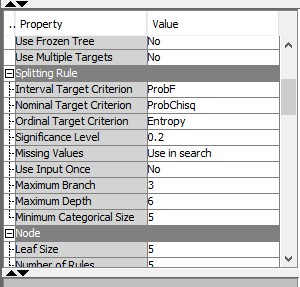 .. Property Value
Use Frozen Tree No
Use Multiple Targets No
Splitting Rule
Interval Target Criterion ProbF
Nominal Target Criterion ProbChisq
Ordinal Target Criterion Entropy
Significance Level 0.2
Missing Values Use in search
Use Input Once No
Maximum Branch 3
Maximum Depth 6
Minimum Categorical Size 5
Node
Leaf Size 5
Number of Rules 5